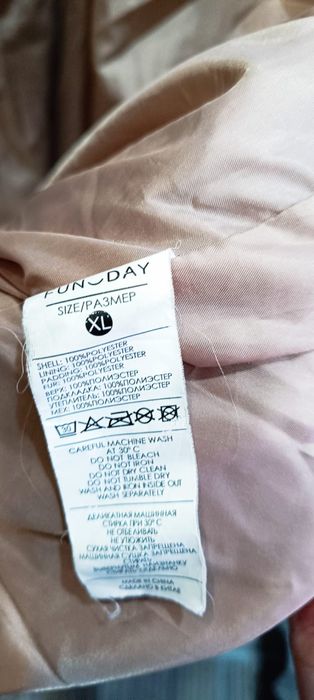 FUN DAY
SIZE/РАЗМЕР
XL
SHELL: 100%POLYESTER
LINING: 100%POLYESTER
PADDING: 100%POLYESTER
FUR: 100%POLYESTER
ВЕРХ: 100%ПОЛИЭСТЕР
ПОДКЛАДКА: 100%ПОЛИЭСТЕР
УТЕПЛИТЕЛЬ: 100%ПОЛИЭСТЕР
МЕХ: 100%ПОЛИЭСТЕР
30
CAREFUL MACHINE WASH
AT 30° C
DO NOT BLEACH
DO NOT IRON
DO NOT DRY CLEAN
DO NOT TUMBLE DRY
WASH AND IRON INSIDE OUT
WASH SEPARATELY
ДЕЛИКАТНАЯ МАШИННАЯ
СТИРКА ПРИ 30° C
НЕ ОТБЕЛИВАТЬ
НЕ УТЮЖИТЬ
СУХАЯ ЧИСТКА ЗАПРЕЩЕНА
МАШИННАЯ СУШКА ЗАПРЕЩЕНА
СТИРАТЬ
MADE IN CHINA
СДЕЛАНО В КИТАЕ